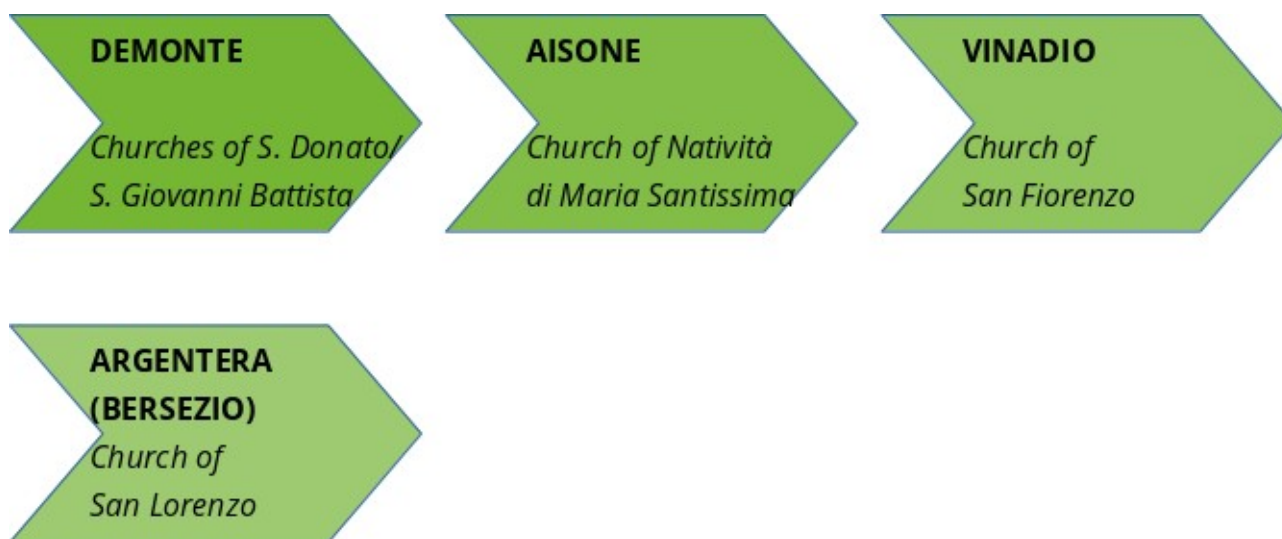 DEMONTE
Churches of S. Donato/
S. Giovanni Battista
AISONE
Church of Natività
di Maria Santissima
VINADIO
Church of
San Fiorenzo
ARGENTERA
(BERSEZIO)
Church of
San Lorenzo